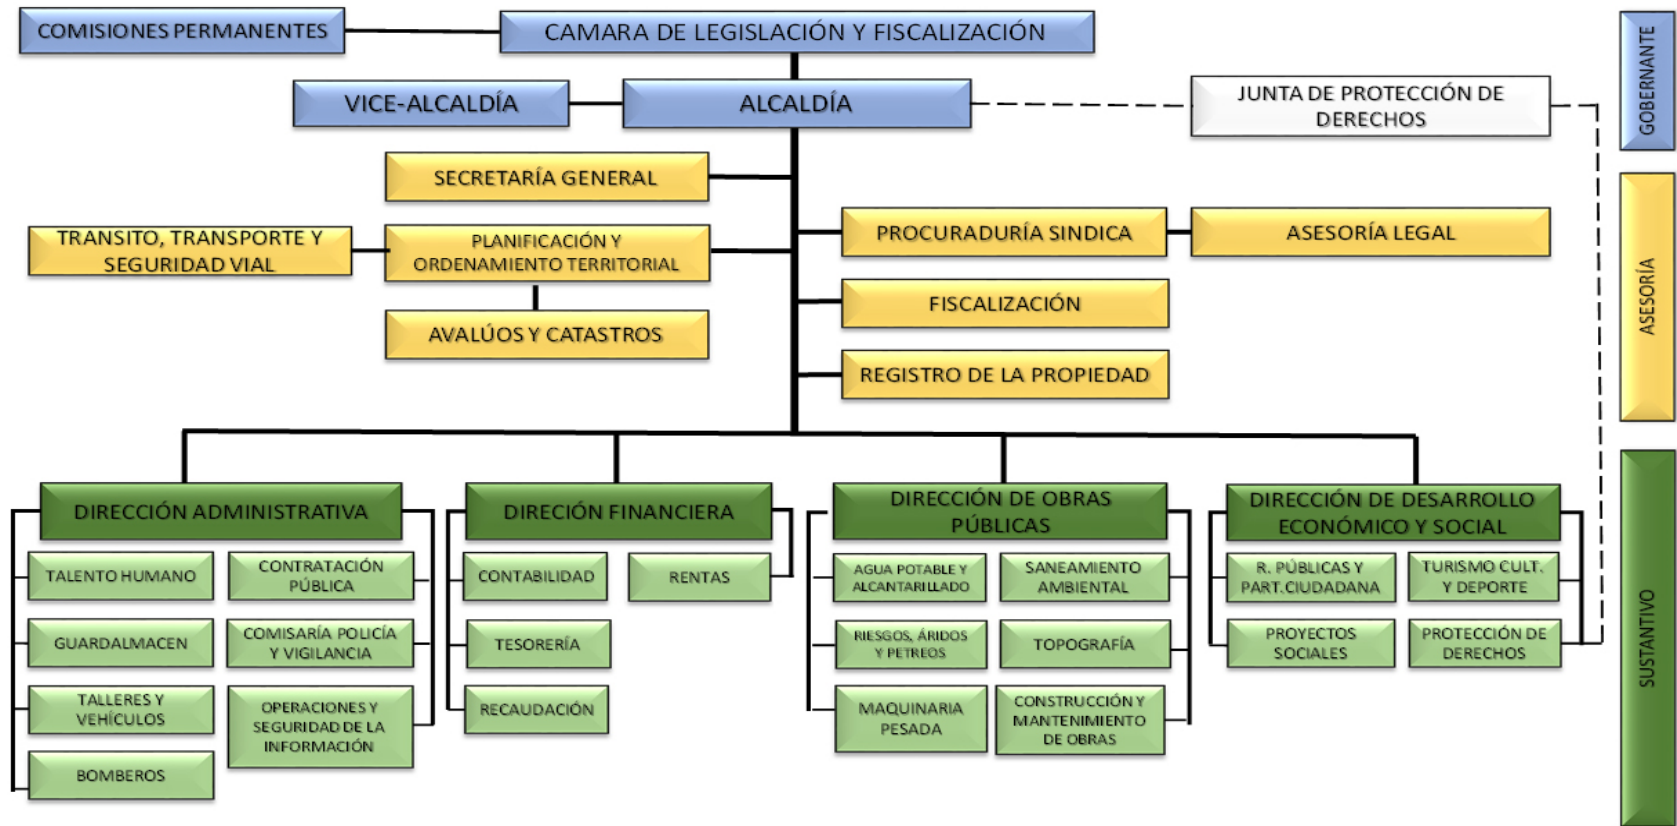 COMISIONES PERMANENTES
CAMARA DE LEGISLACIÓN Y FISCALIZACIÓN
VICE-ALCALDÍA
ALCALDÍA
JUNTA DE PROTECCIÓN DE
DERECHOS
GOBERNANTE
SECRETARÍA GENERAL
TRANSITO, TRANSPORTE Y
SEGURIDAD VIAL
PLANIFICACIÓN Y
ORDENAMIENTO TERRITORIAL
AVALÚOS Y CATASTROS
PROCURADURÍA SINDICA
ASESORÍA LEGAL
FISCALIZACIÓN
REGISTRO DE LA PROPIEDAD
ASESORÍA
DIRECCIÓN ADMINISTRATIVA
TALENTO HUMANO
CONTRATACIÓN
PÚBLICA
GUARDALMACEN
COMISARÍA POLICÍA
Y VIGILANCIA
TALLERES Y
VEHÍCULOS
OPERACIONES Y
SEGURIDAD DE LA
INFORMACIÓN
BOMBEROS
DIRECIÓN FINANCIERA
CONTABILIDAD
RENTAS
TESORERÍA
RECAUDACIÓN
DIRECCIÓN DE OBRAS
PÚBLICAS
AGUA POTABLE Y
ALCANTARILLADO
SANEAMIENTO
AMBIENTAL
RIESGOS, ÁRIDOS
Y PETREOS
TOPOGRAFÍA
MAQUINARIA
PESADA
CONSTRUCCIÓN Y
MANTENIMIENTO
DE OBRAS
DIRECCIÓN DE DESARROLLO
ECONÓMICO Y SOCIAL
R. PÚBLICAS Y
PART.CIUDADANA
TURISMO CULT.
Y DEPORTE
PROYECTOS
SOCIALES
PROTECCIÓN DE
DERECHOS
SUSTANTIVO